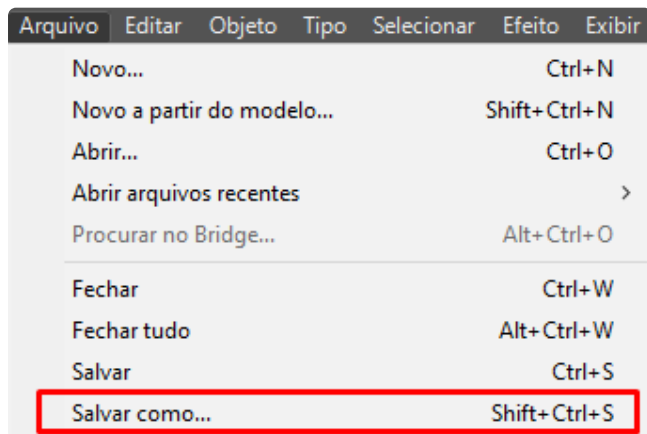 Arquivo Editar Objeto Tipo Selecionar Efeito Exibir
Novo... Ctrl+N
Novo a partir do modelo... Shift+Ctrl+N
Abrir... Ctrl+O
Abrir arquivos recentes >
Procurar no Bridge... Alt+Ctrl+O
Fechar Ctrl+W
Fechar tudo Alt+Ctrl+W
Salvar Ctrl+S
Salvar como... Shift+Ctrl+S